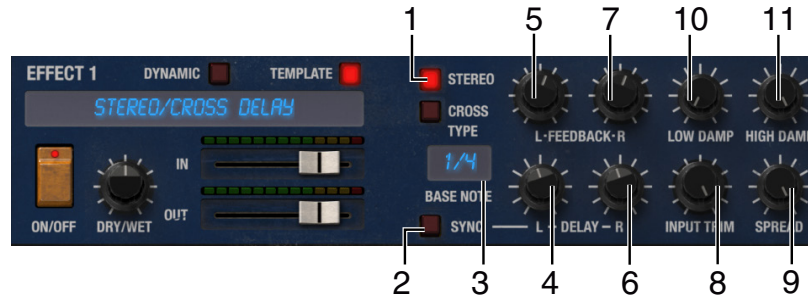 1 5 7 10 11
EFFECT 1 DYNAMIC TEMPLATE STEREO
STEREO/CROSS DELAY
CROSS
TYPE
L·FEEDBACK·R LOW DAMP HIGH DAMP
1/4
IN
BASE NOTE
OUT
ON/OFF DRY/WET SYNC L - DELAY - R INPUT TRIM SPREAD
2 3 4 6 8 9